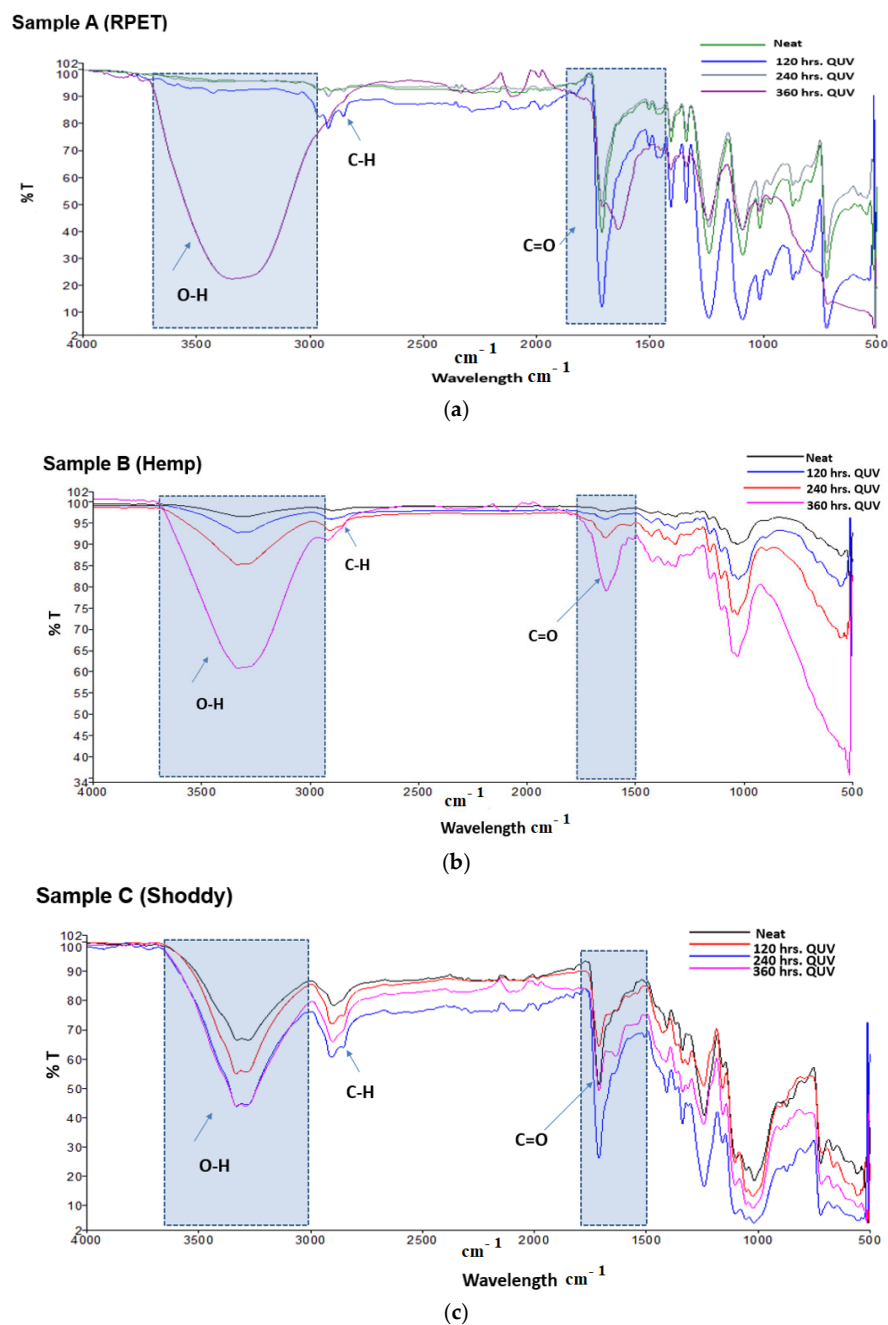 Sample A (RPET)
Neat
120 hrs. QUV
240 hrs. QUV
360 hrs. QUV
102
100
90
80
70
60
50
40
30
20
10
2
% T
C-H
O-H
C=O
4000
3000
2500
2000
1500
1000
500
cm- 1
Wavelength cm- 1
(a)
Sample B (Hemp)
Neat
120 hrs. QUV
240 hrs. QUV
360 hrs. QUV
102
100
95
90
85
80
75
70
65
60
55
50
45
40
34
% T
C-H
O-H
C=O
4000
3500
3000
2500
2000
1500
1000
500
cm- 1
Wavelength cm- 1
(b)
Sample C (Shoddy)
Neat
120 hrs. QUV
240 hrs. QUV
360 hrs. QUV
102
100
90
80
70
60
50
40
30
20
10
2
% T
C-H
O-H
C=O
4000
3500
3000
2500
2000
1500
1000
500
cm- 1
Wavelength cm- 1
(c)